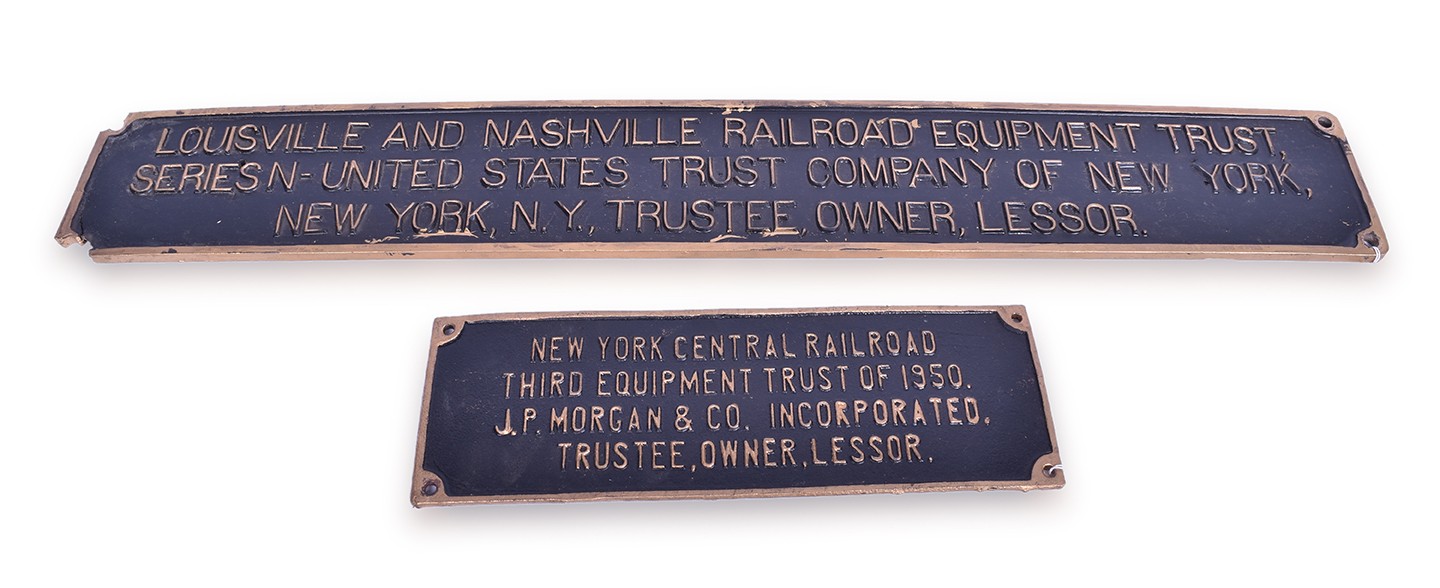 LOUISVILLE AND NASHVILLE RAILROAD EQUIPMENT TRUST,
SERIES N-UNITED STATES TRUST COMPANY OF NEW YORK,
NEW YORK, N.Y., TRUSTEE, OWNER, LESSOR.
NEW YORK CENTRAL RAILROAD
THIRD EQUIPMENT TRUST OF 1950.
J.P. MORGAN & CO. INCORPORATED.
TRUSTEE, OWNER, LESSOR.